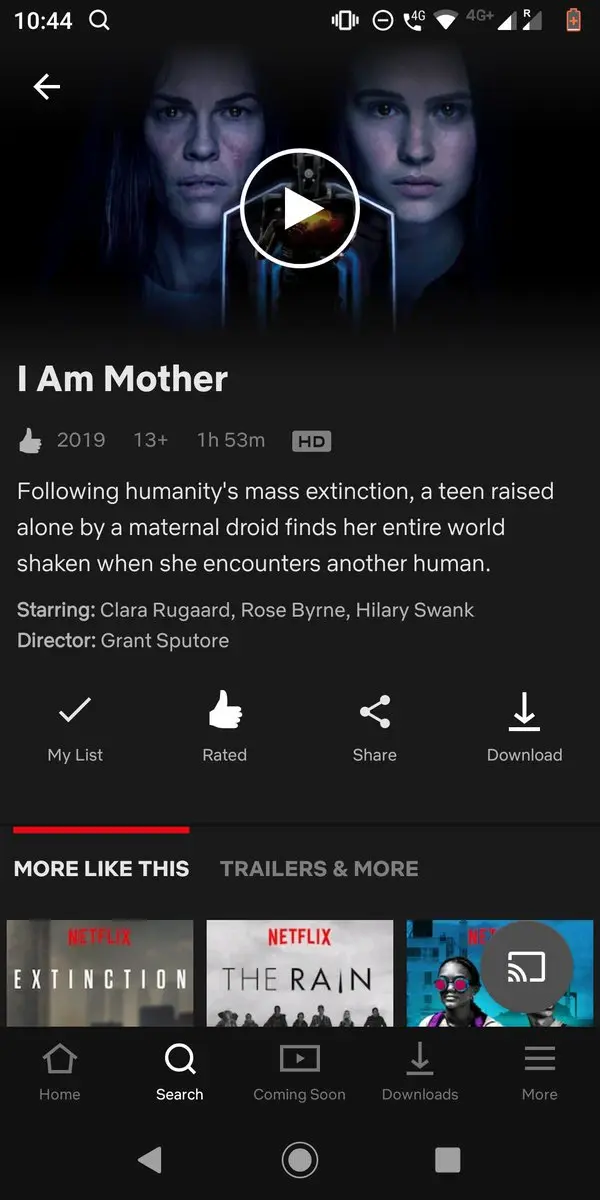 10:44
4G
4G+
R
I Am Mother
2019 13+ 1h 53m HD
Following humanity's mass extinction, a teen raised
alone by a maternal droid finds her entire world
shaken when she encounters another human.
Starring: Clara Rugaard, Rose Byrne, Hilary Swank
Director: Grant Sputore
My List Rated Share Download
MORE LIKE THIS TRAILERS & MORE
NETFLIX NETFLIX NET
EXTINCTION THE RAIN
Home Search Coming Soon Downloads More